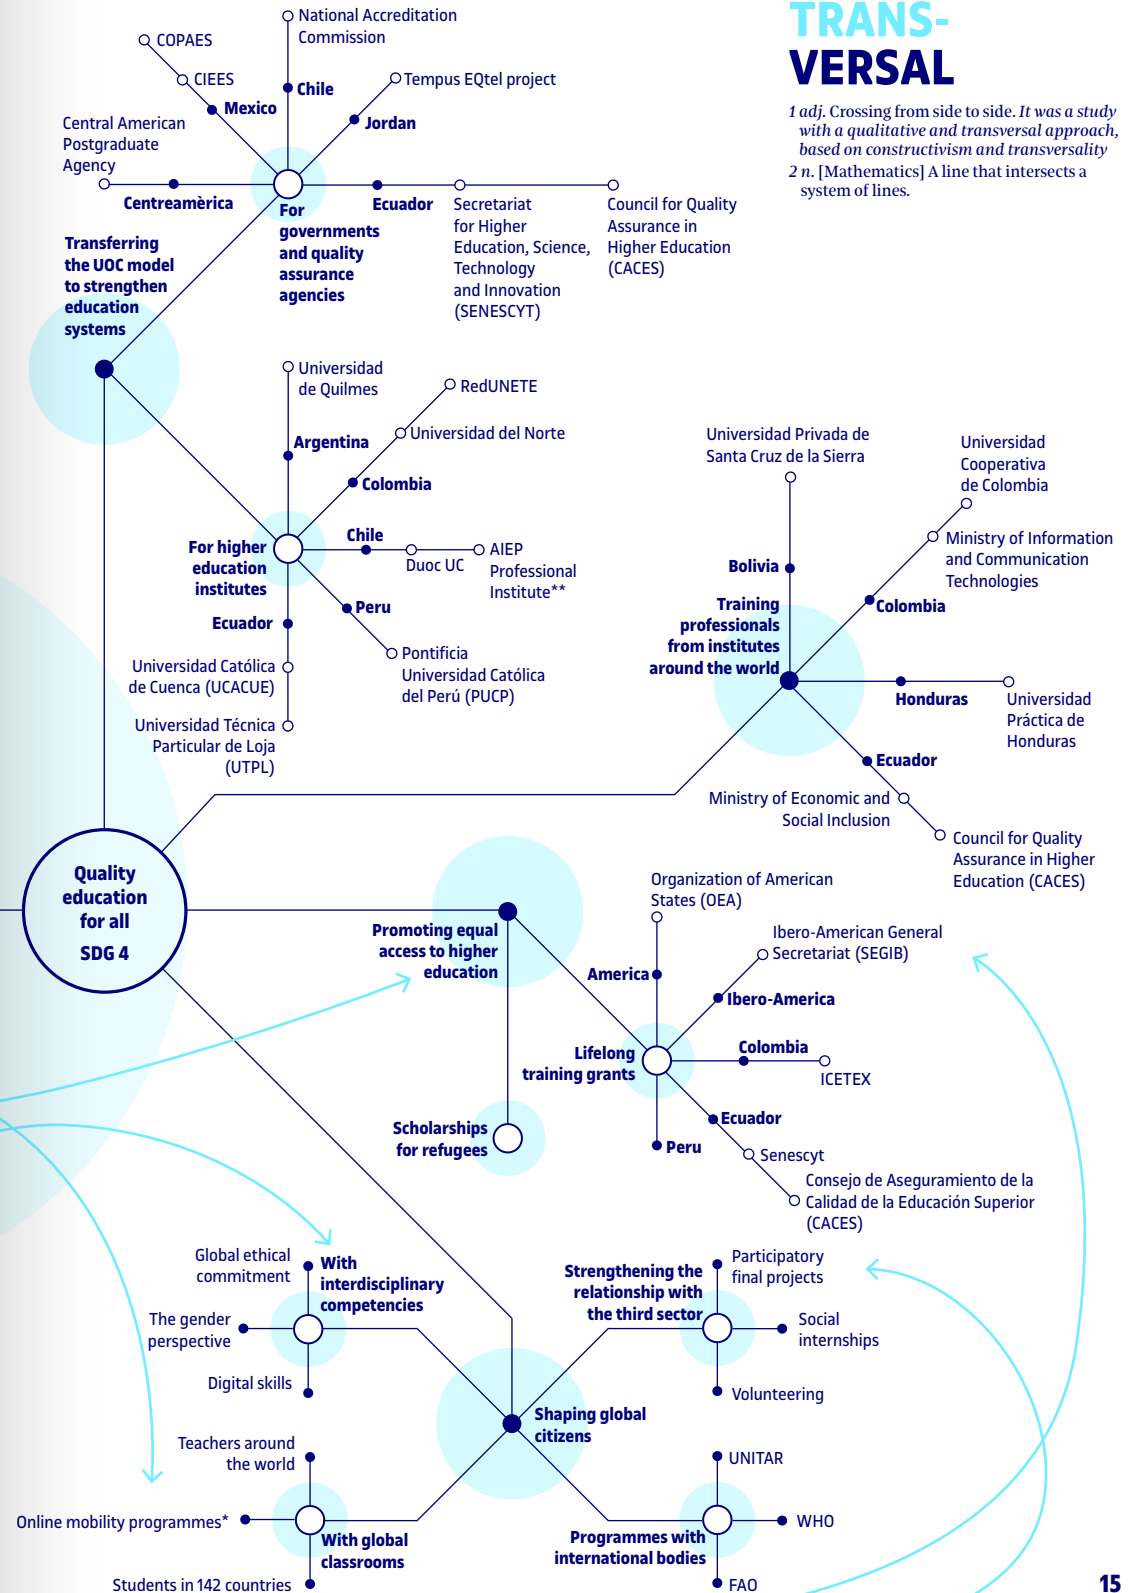 TRANS-
VERSAL
1 adj. Crossing from side to side. It was a study
with a qualitative and transversal approach,
based on constructivism and transversality
2 n. [Mathematics] A line that intersects a
system of lines.
National Accreditation
Commission
COPAES
CIEES
Mexico
Chile
Tempus EQtel project
Jordan
Central American
Postgraduate
Agency
Centreamèrica
For
governments
and quality
assurance
agencies
Ecuador
Secretariat
for Higher
Education, Science,
Technology
and Innovation
(SENESCYT)
Council for Quality
Assurance in
Higher Education
(CACES)
Transferring
the UOC model
to strengthen
education
systems
Universidad
de Quilmes
Argentina
RedUNETE
Universidad del Norte
Colombia
Chile
Duoc UC
AIEP
Professional
Institute**
For higher
education
institutes
Peru
Pontificia
Universidad Católica
del Perú (PUCP)
Ecuador
Universidad Católica
de Cuenca (UCACUE)
Universidad Técnica
Particular de Loja
(UTPL)
Universidad Privada de
Santa Cruz de la Sierra
Bolivia
Universidad
Cooperativa
de Colombia
Ministry of Information
and Communication
Technologies
Colombia
Training
professionals
from institutes
around the world
Honduras
Universidad
Práctica de
Honduras
Ecuador
Ministry of Economic and
Social Inclusion
Council for Quality
Assurance in Higher
Education (CACES)
Quality
education
for all
SDG 4
Promoting equal
access to higher
education
Organization of American
States (OEA)
America
Ibero-American General
Secretariat (SEGIB)
Ibero-America
Colombia
ICETEX
Lifelong
training grants
Ecuador
Senescyt
Consejo de Aseguramiento de la
Calidad de la Educación Superior
(CACES)
Peru
Scholarships
for refugees
Global ethical
commitment
With
interdisciplinary
competencies
The gender
perspective
Digital skills
Strengthening the
relationship with
the third sector
Participatory
final projects
Social
internships
Volunteering
Shaping global
citizens
Teachers around
the world
Online mobility programmes*
With global
classrooms
Students in 142 countries
UNITAR
WHO
Programmes with
international bodies
FAO
15